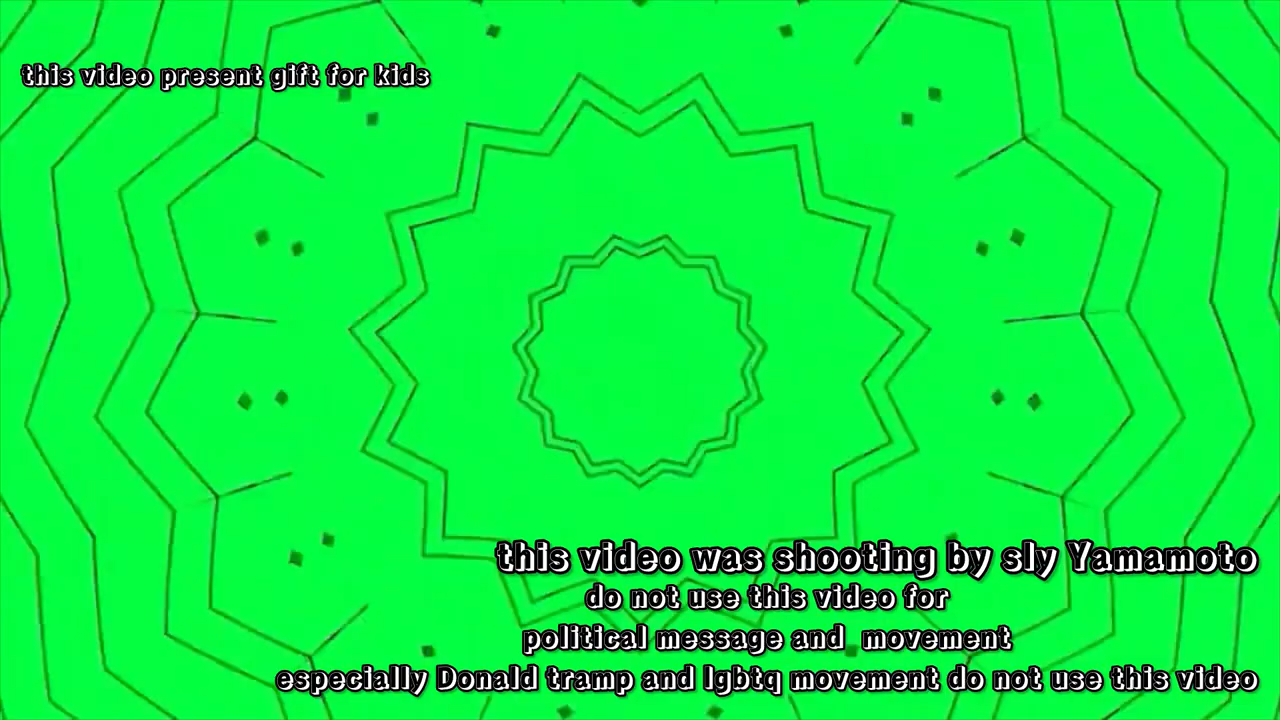 this video present gift for kids
this video was shooting by sly Yamamoto
do not use this video for
political message and movement
especially Donald tramp and lgbtq movement do not use this video